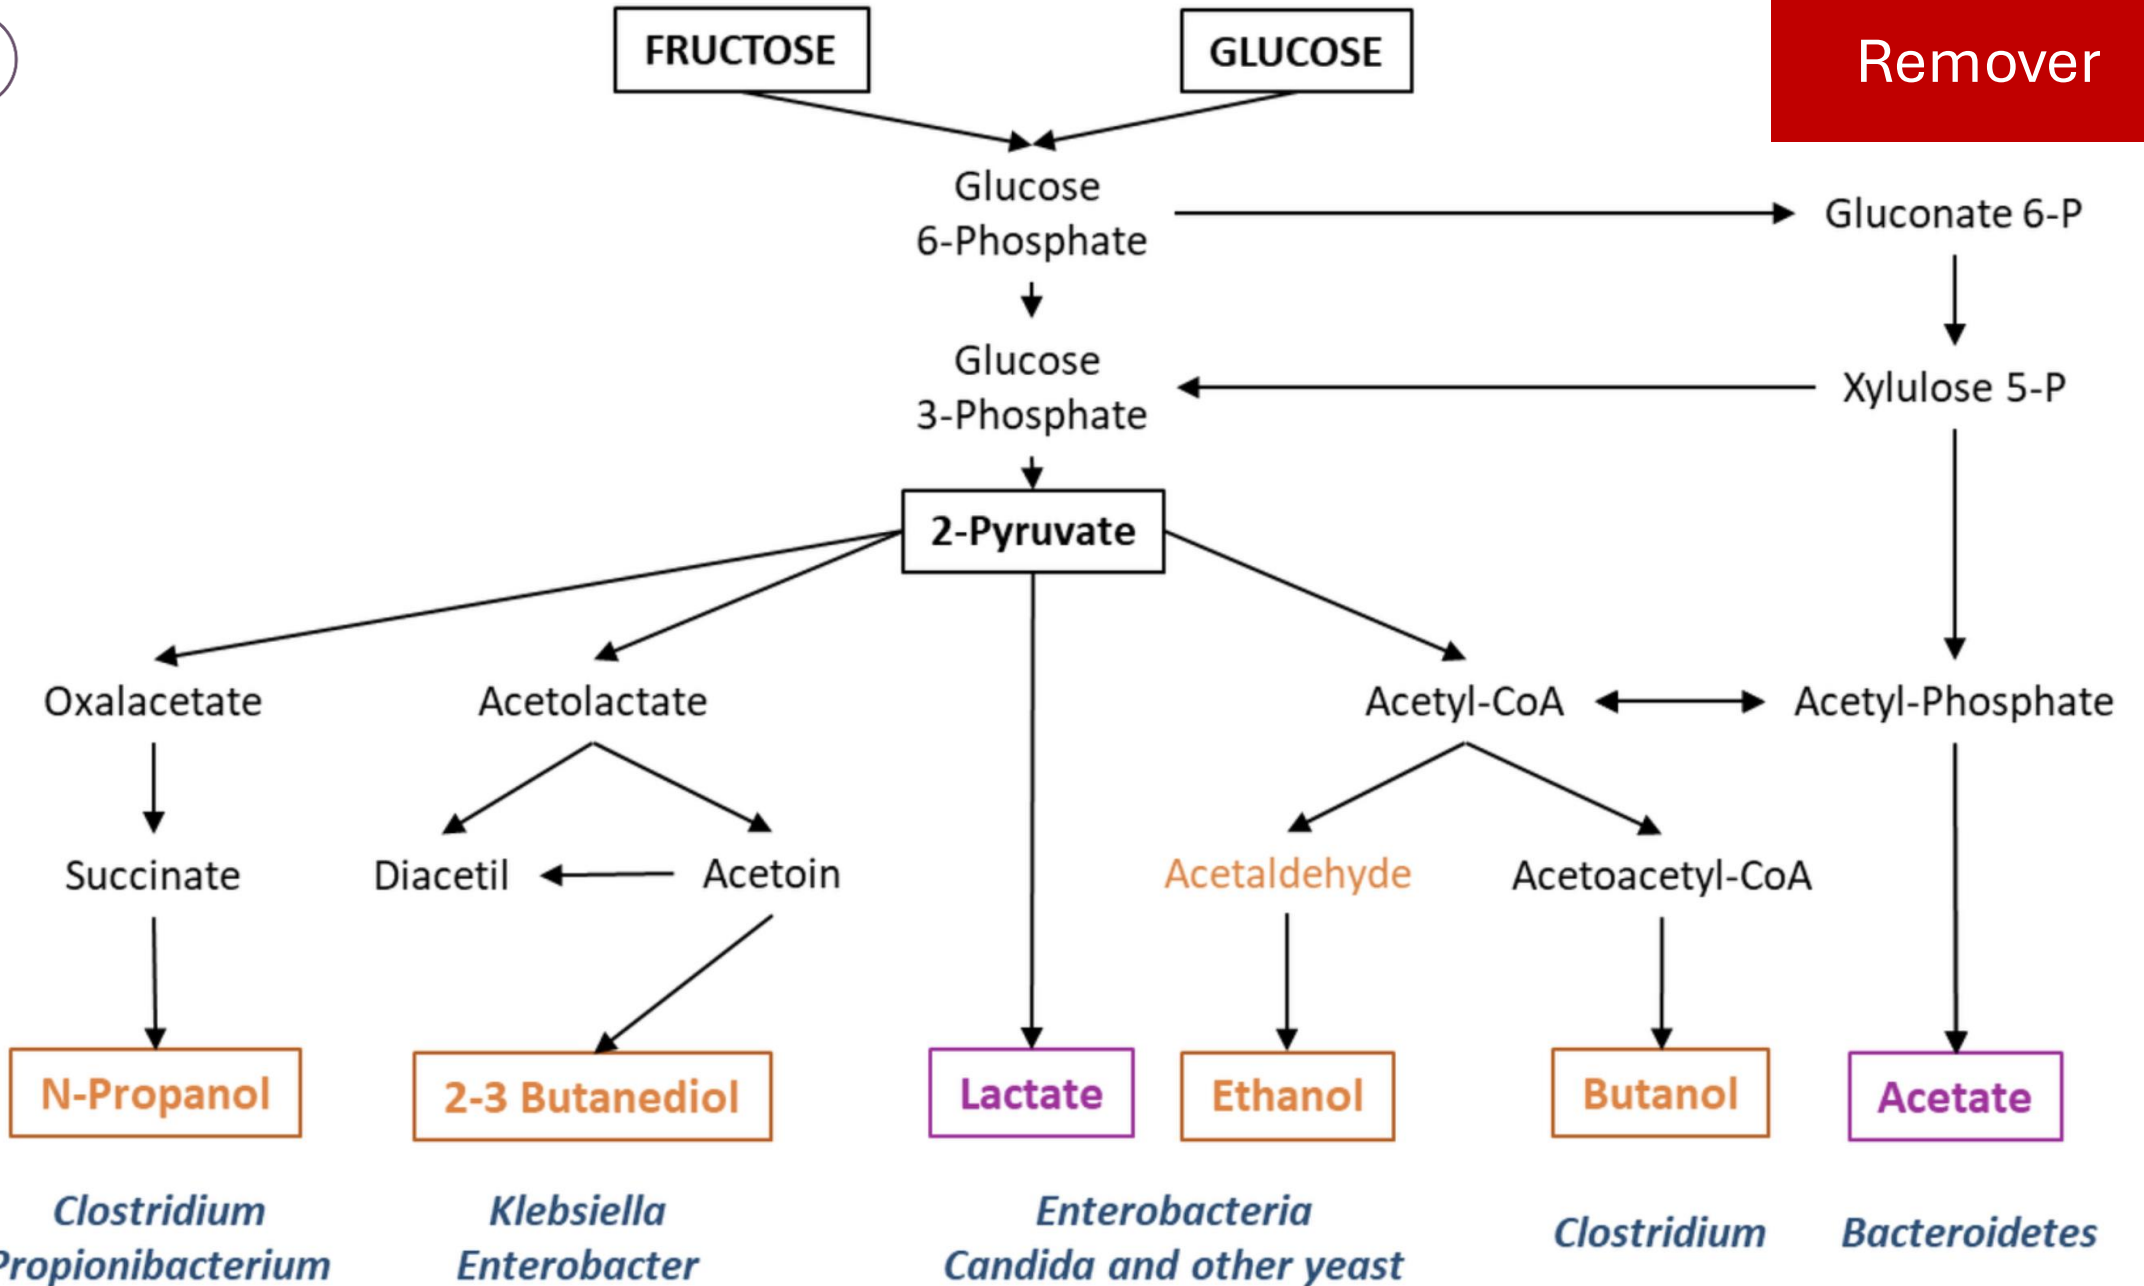 FRUCTOSE
GLUCOSE
Remover
Glucose
6-Phosphate
Gluconate 6-P
Glucose
3-Phosphate
Xylulose 5-P
2-Pyruvate
Oxalacetate
Acetolactate
Acetyl-CoA
Acetyl-Phosphate
Succinate
Diacetil
Acetoin
Acetaldehyde
Acetoacetyl-CoA
N-Propanol
2-3 Butanediol
Lactate
Ethanol
Butanol
Acetate
Clostridium
Propionibacterium
Klebsiella
Enterobacter
Enterobacteria
Candida and other yeast
Clostridium
Bacteroidetes